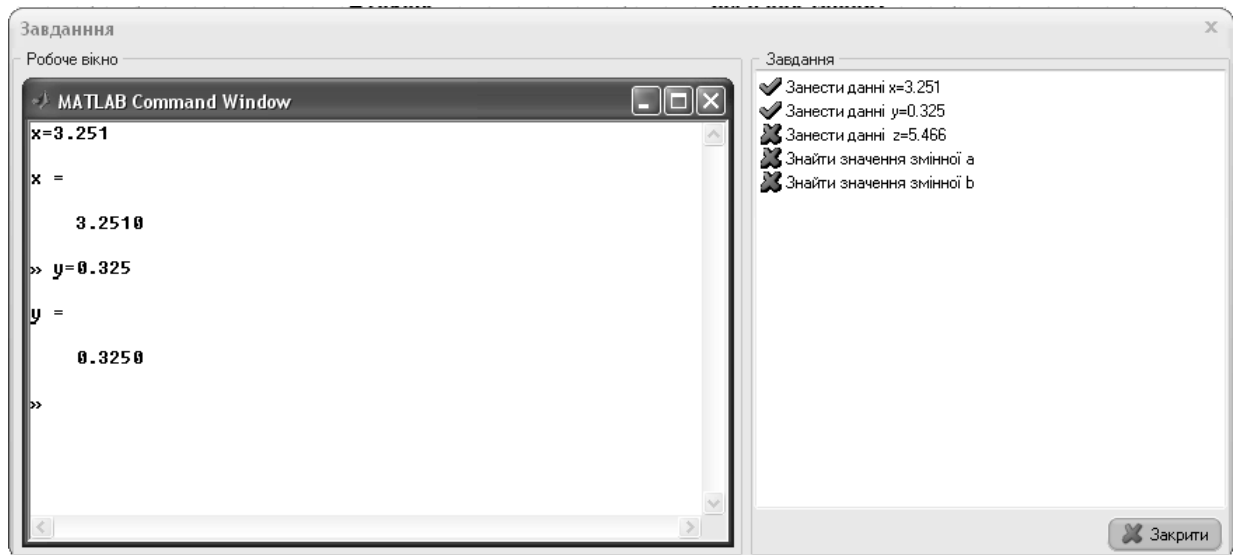 Завданння
Робоче вікно
MATLAB Command Window
x=3.251
x =
3.2510
» y=0.325
y =
0.3250
»
Завдання
Занести данні x=3.251
Занести данні y=0.325
Занести данні z=5.466
Знайти значення змінної a
Знайти значення змінної b
Закрити